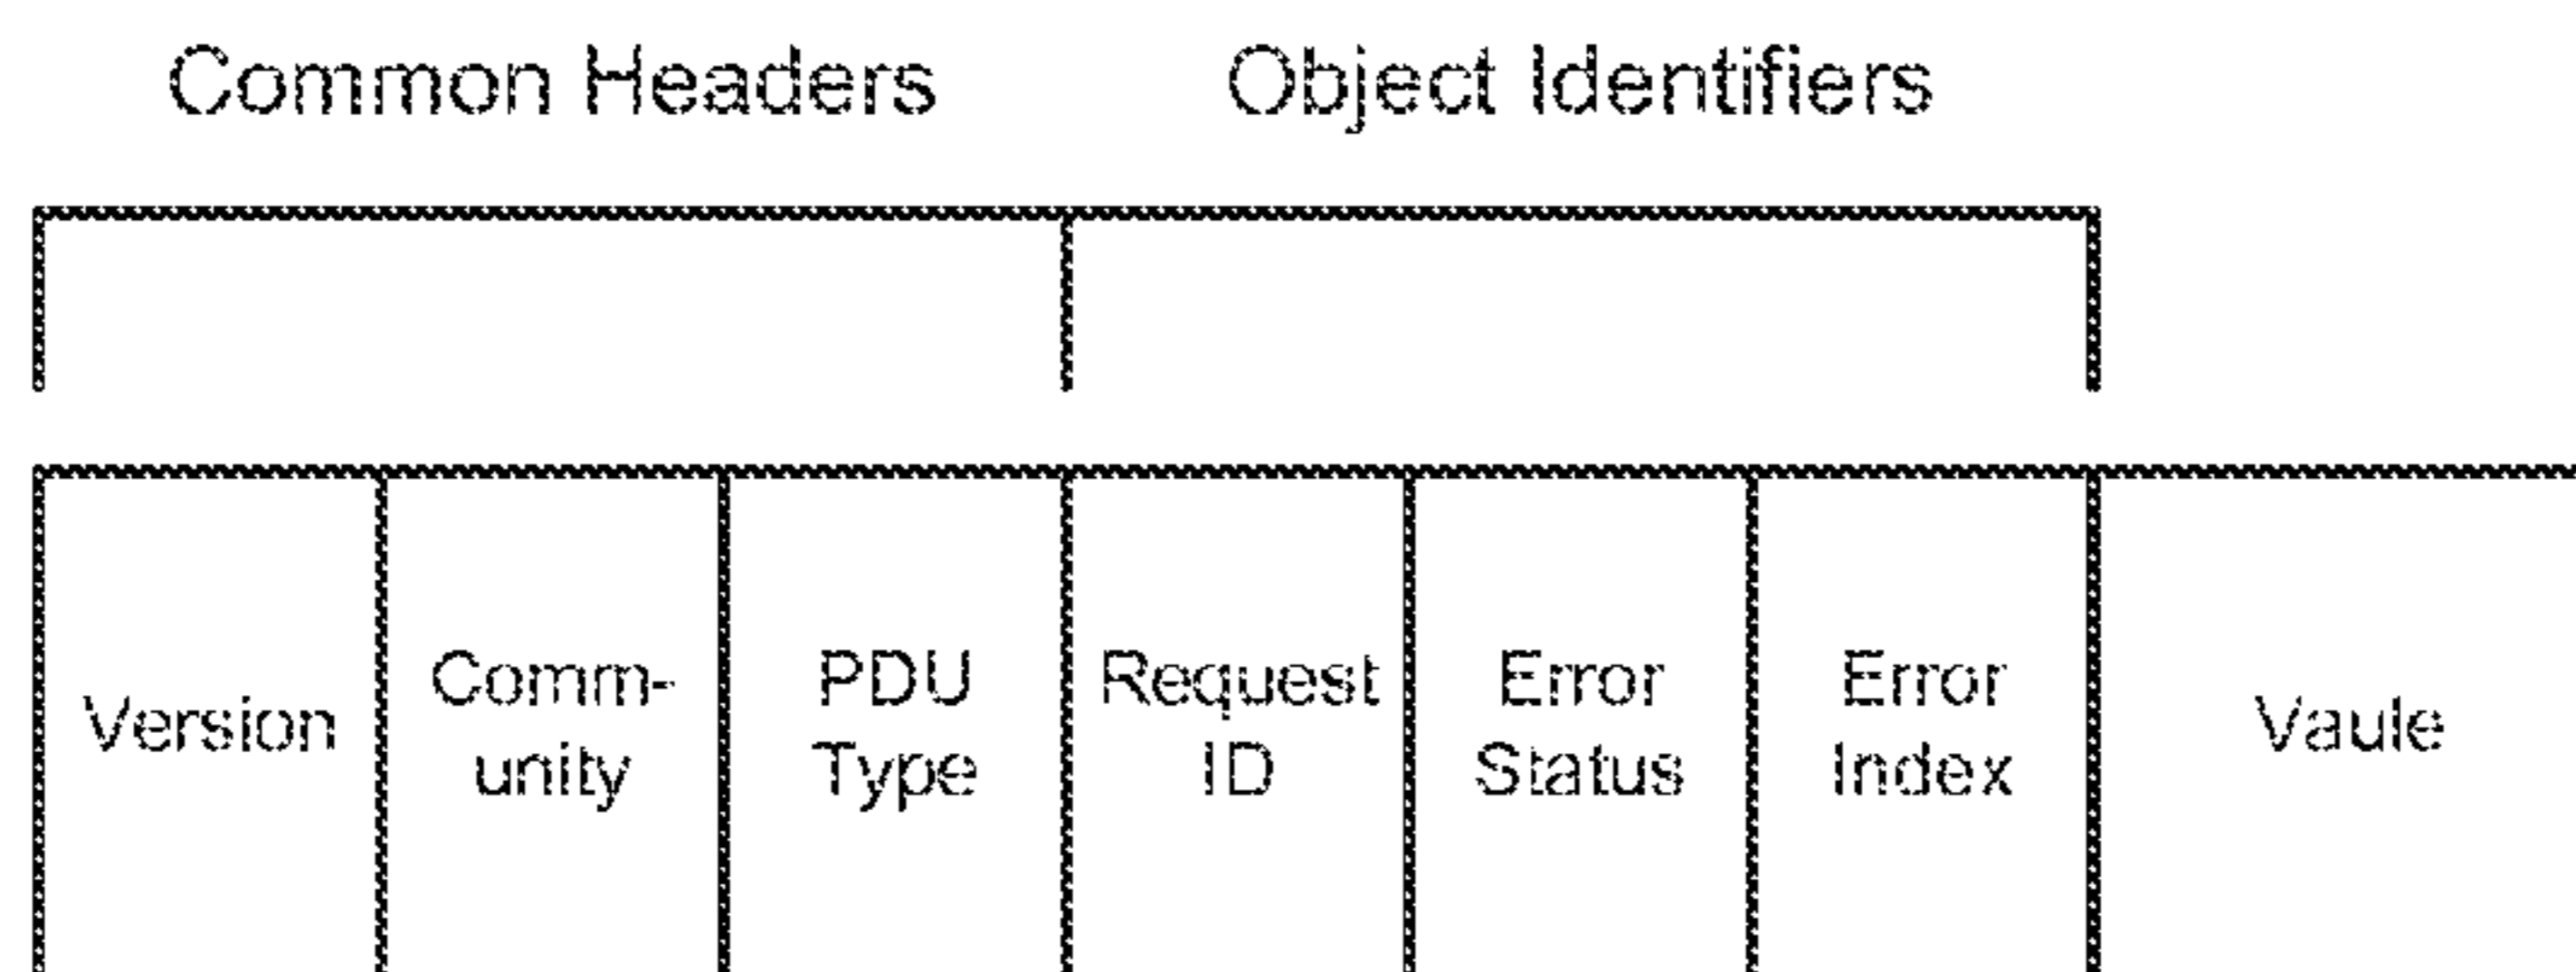 Common Headers
Object Identifiers
Version
Comm-
unity
PDU
Type
Request
ID
Error
Status
Error
Index
Vaule